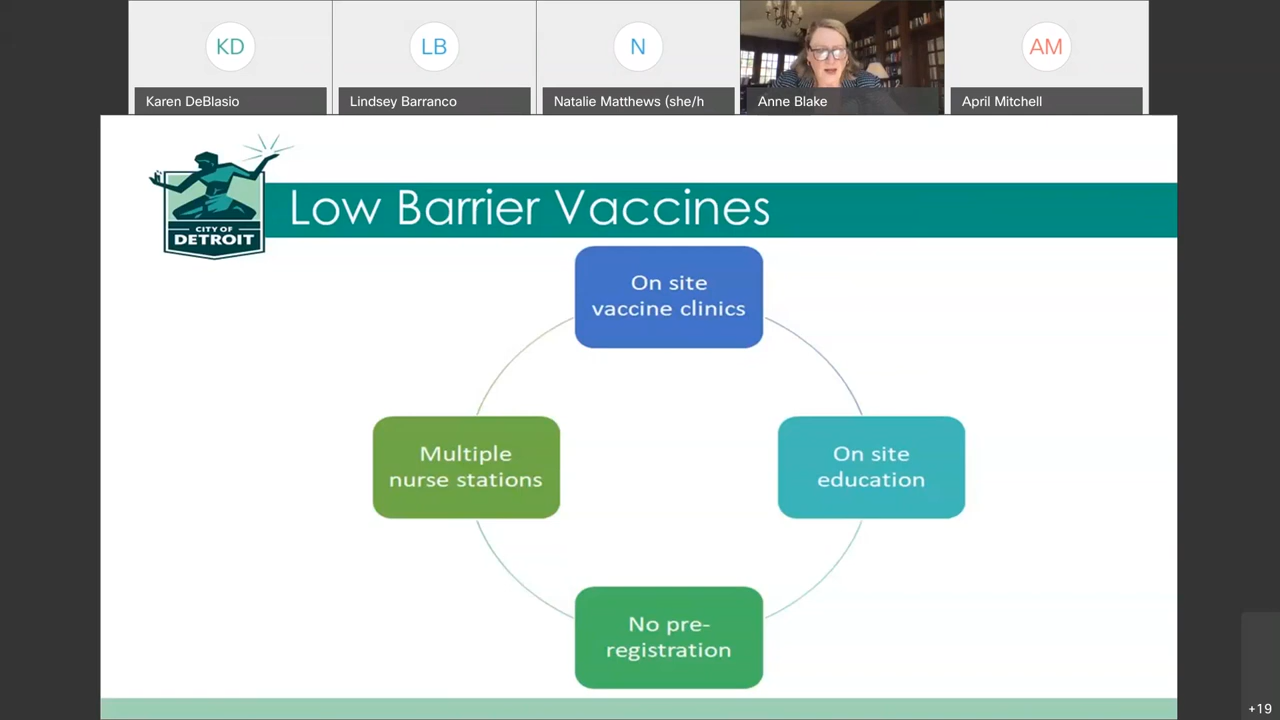 KD
LB
N
AM
Karen DeBlasio
Lindsey Barranco
Natalie Matthews (she/h
Anne Blake
April Mitchell
CITY OF
DETROIT
Low Barrier Vaccines
On site
vaccine clinics
Multiple
nurse stations
On site
education
No pre-
registration
+19